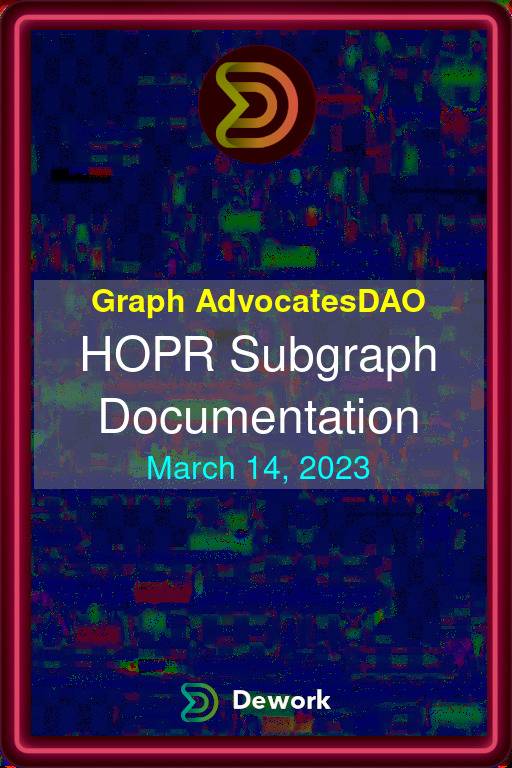 Graph AdvocatesDAO
HOPR Subgraph
Documentation
March 14, 2023
Dework